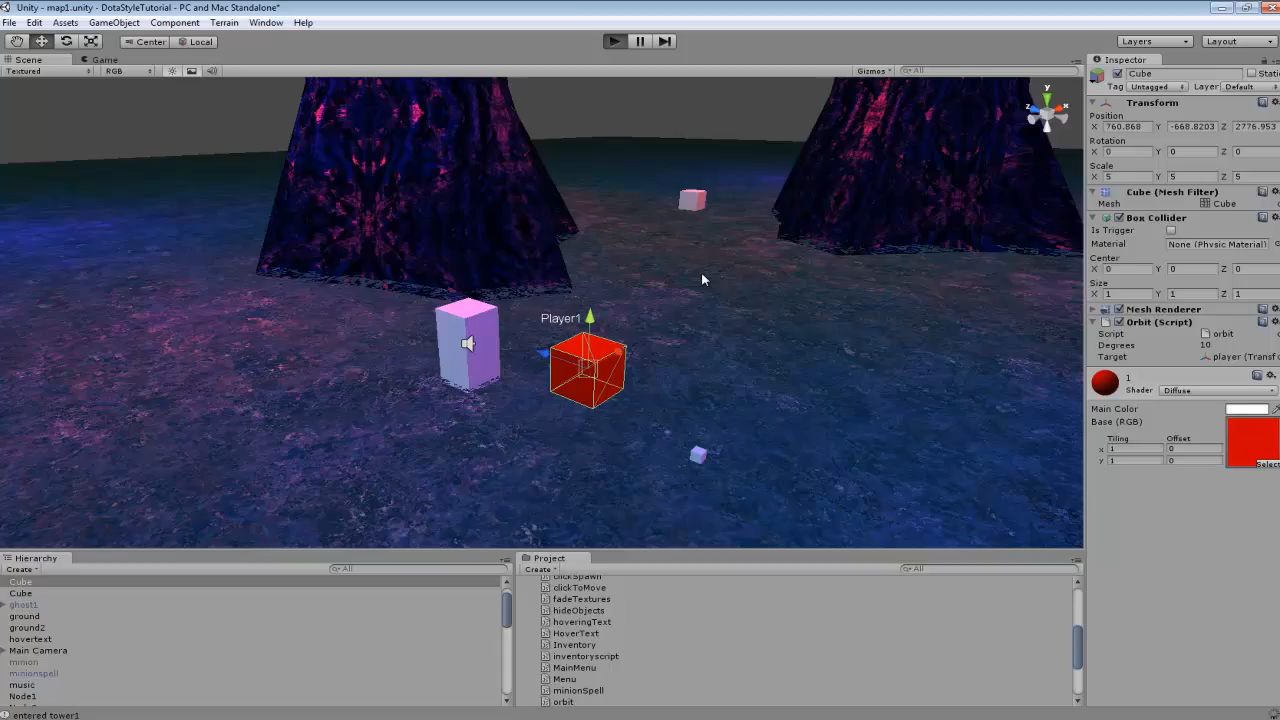 Unity - map1.unity - DotaStyleTutorial - PC and Mac Standalone*
File Edit Assets GameObject Component Terrain Window Help
Center Local Layers Layout
Scene Game Inspector
Textured RGB Gizmos All
Cube Stati
Tag Untagged Layer Default
Transform
Position
X 760.868 Y -668.8203 Z 2776.953
Rotation
X 0 Y 0 Z 0
Scale
X 5 Y 5 Z 5
Cube (Mesh Filter)
Mesh Cube
Box Collider
Is Trigger
Material None (Physic Material)
Center
X 0 Y 0 Z 0
Size
X 1 Y 1 Z 1
Mesh Renderer
Orbit (Script)
Script orbit
Degrees 10
Target player (Transf
1
Shader Diffuse
Main Color
Base (RGB)
Tiling Offset
x 1 0
y 1 0
Select
y
z x
Player1
Hierarchy
Create All
Cube
Cube
ghost1
ground
ground2
hovertext
Main Camera
minion
minionspell
music
Node1
Project
Create All
clickSpawn
clickToMove
fadeTextures
hideObjects
hoveringText
HoverText
Inventory
inventoryscript
MainMenu
Menu
minionSpell
orbit
entered tower1